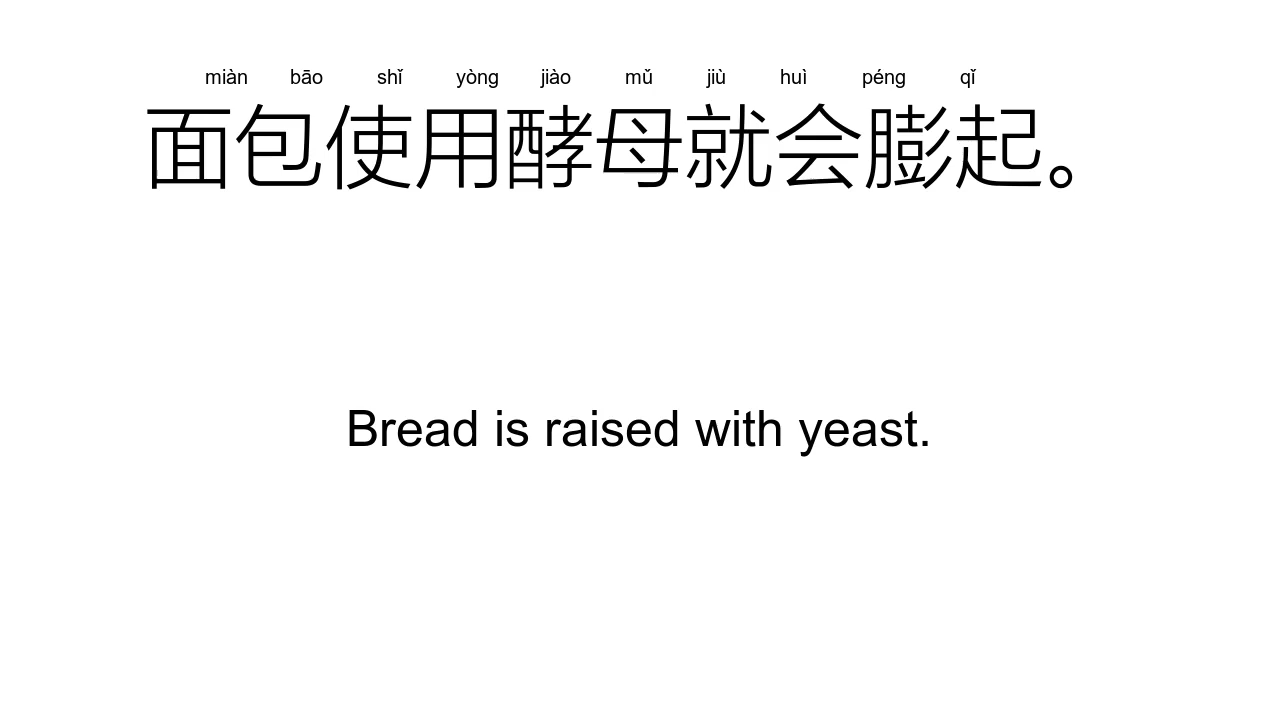 miàn bāo shǐ yòng jiào mǔ jiù huì péng qǐ
面包使用酵母就会膨起。
Bread is raised with yeast.